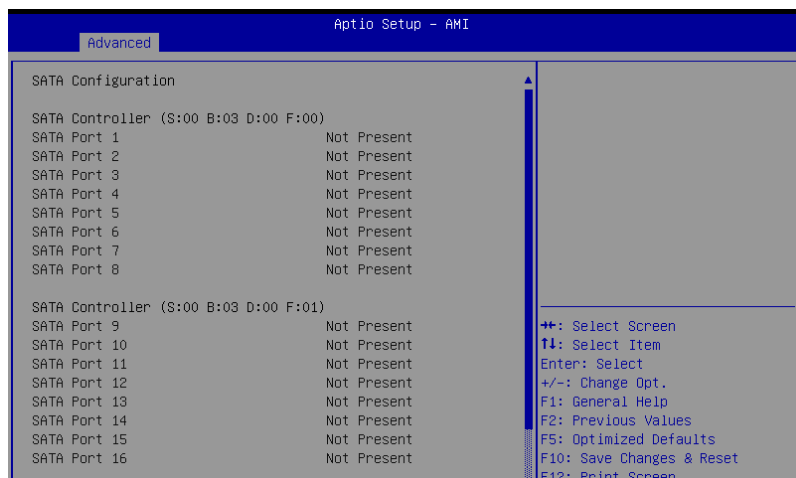 Aptio Setup - AMI
Advanced
SATA Configuration
SATA Controller (S:00 B:03 D:00 F:00)
SATA Port 1 Not Present
SATA Port 2 Not Present
SATA Port 3 Not Present
SATA Port 4 Not Present
SATA Port 5 Not Present
SATA Port 6 Not Present
SATA Port 7 Not Present
SATA Port 8 Not Present
SATA Controller (S:00 B:03 D:00 F:01)
SATA Port 9 Not Present
SATA Port 10 Not Present
SATA Port 11 Not Present
SATA Port 12 Not Present
SATA Port 13 Not Present
SATA Port 14 Not Present
SATA Port 15 Not Present
SATA Port 16 Not Present
→←: Select Screen
↑↓: Select Item
Enter: Select
+/-: Change Opt.
F1: General Help
F2: Previous Values
F5: Optimized Defaults
F10: Save Changes & Reset
F12: Print Screen